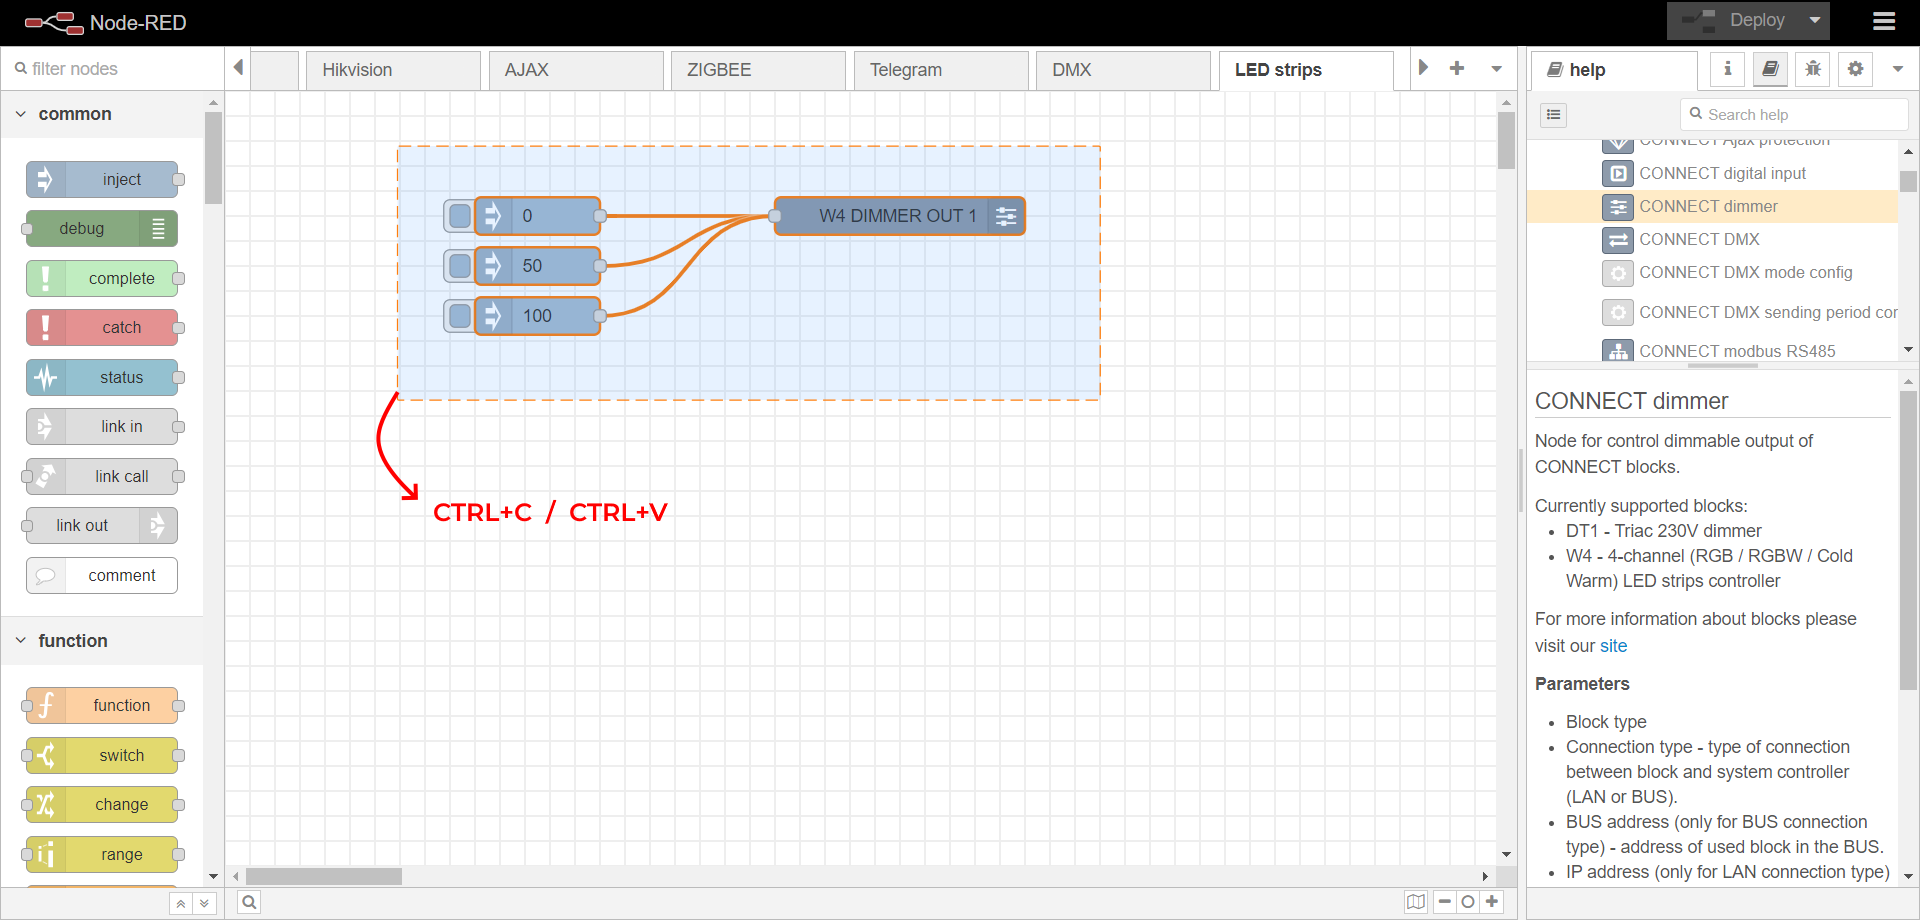 Node-RED
Deploy
filter nodes
Hikvision
AJAX
ZIGBEE
Telegram
DMX
LED strips
help
common
Search help
inject
debug
complete
catch
status
link in
link call
link out
comment
function
function
switch
change
range
0
50
100
W4 DIMMER OUT 1
CTRL+C / CTRL+V
CONNECT Ajax protection
CONNECT digital input
CONNECT dimmer
CONNECT DMX
CONNECT DMX mode config
CONNECT DMX sending period cor
CONNECT modbus RS485
CONNECT dimmer
Node for control dimmable output of
CONNECT blocks.
Currently supported blocks:
• DT1 - Triac 230V dimmer
• W4 - 4-channel (RGB / RGBW / Cold
Warm) LED strips controller
For more information about blocks please
visit our site
Parameters
• Block type
• Connection type - type of connection
between block and system controller
(LAN or BUS).
• BUS address (only for BUS connection
type) - address of used block in the BUS.
• IP address (only for LAN connection type)